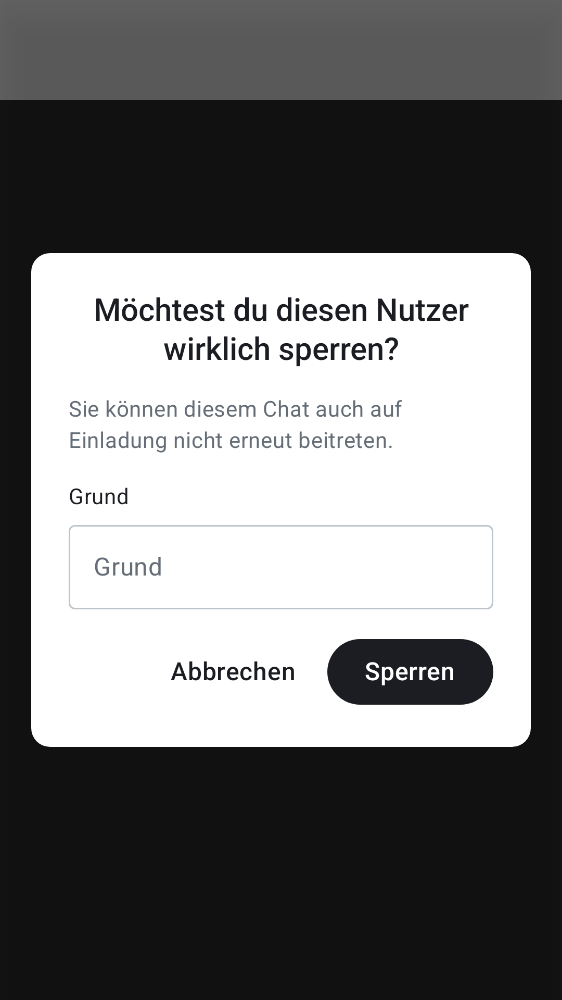 Möchtest du diesen Nutzer
wirklich sperren?
Sie können diesem Chat auch auf
Einladung nicht erneut beitreten.
Grund
Grund
Abbrechen Sperren